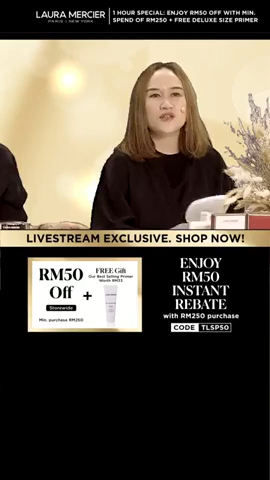 LAURA MERCIER
PARIS | NEW YORK
1 HOUR SPECIAL: ENJOY RM50 OFF WITH MIN.
SPEND OF RM250 + FREE DELUXE SIZE PRIMER
LIVESTREAM EXCLUSIVE. SHOP NOW!
RM50
Off
Storewide
Min. purchase RM250
+
FREE Gift
Our Best Selling Primer
Worth RM33
ENJOY
RM50
INSTANT
REBATE
with RM250 purchase
CODE TLSP50